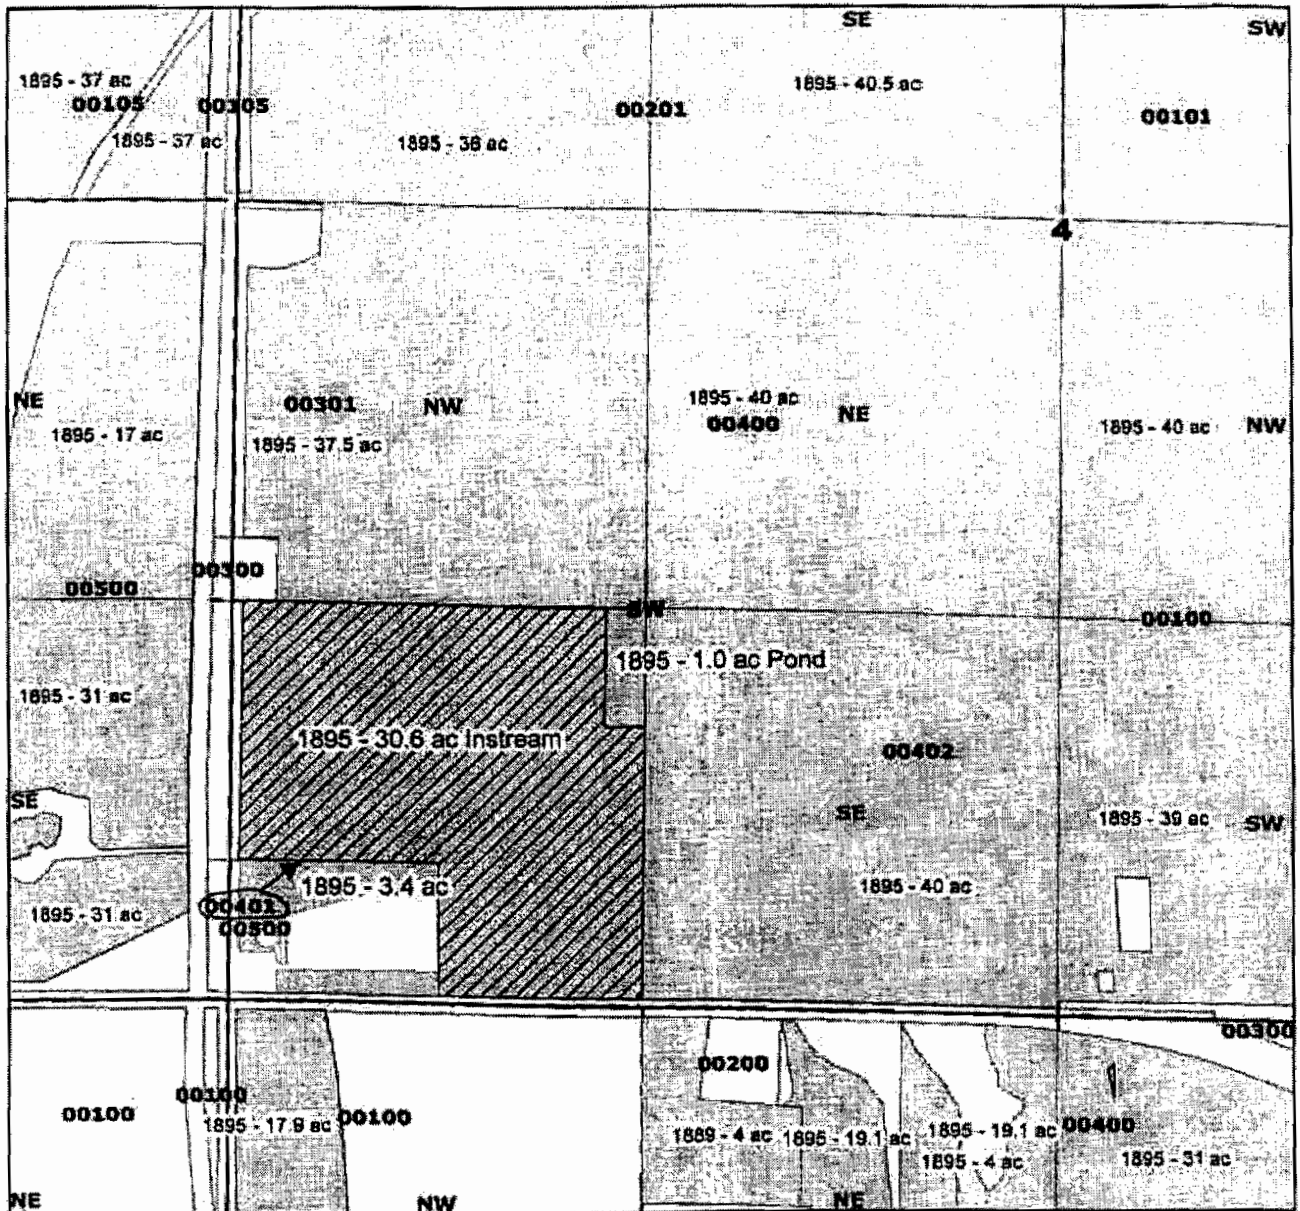 SE
SW
1895 - 37 ac
00105
00105
1895 - 40.5 ac
00201
00101
1895 - 37 ac
1895 - 36 ac
4
NE
00301
NW
1895 - 40 ac
00400
NE
1895 - 40 ac
NW
1895 - 17 ac
1895 - 37.5 ac
00300
00500
SW
00100
1895 - 1.0 ac Pond
1895 - 31 ac
1895 - 30.6 ac Instream
00402
SE
SE
1895 - 39 ac
SW
1895 - 3.4 ac
1895 - 40 ac
00401
1895 - 31 ac
00500
00300
00200
00100
00100
00100
1895 - 17.9 ac
1889 - 4 ac
1895 - 19.1 ac
1895 - 19.1 ac
00400
1895 - 4 ac
1895 - 31 ac
NE
NW
NE